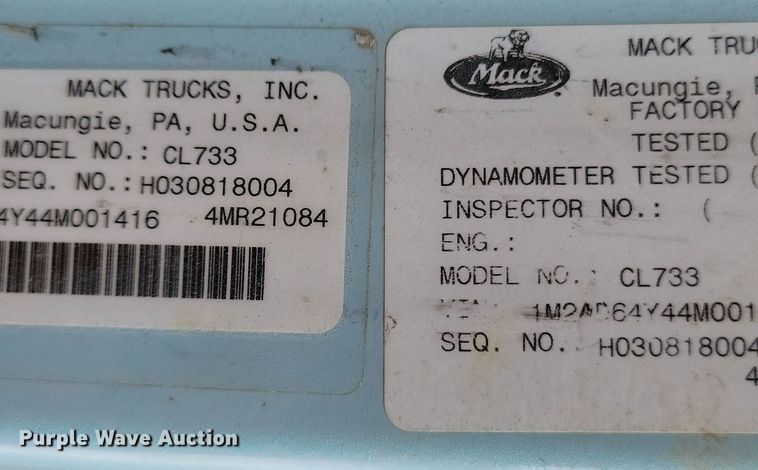 MACK TRUCKS, INC.
Macungie, PA, U.S.A.
MODEL NO.: CL733
SEQ. NO.: H030818004
4Y44M001416 4MR21084
Mack
MACK TRU
Macungie, P
FACTORY
TESTED (
DYNAMOMETER TESTED (
INSPECTOR NO.: (
ENG.:
MODEL NO.: CL733
1M2AD64Y44M001
SEQ. NO. H030818004
4
Purple Wave Auction